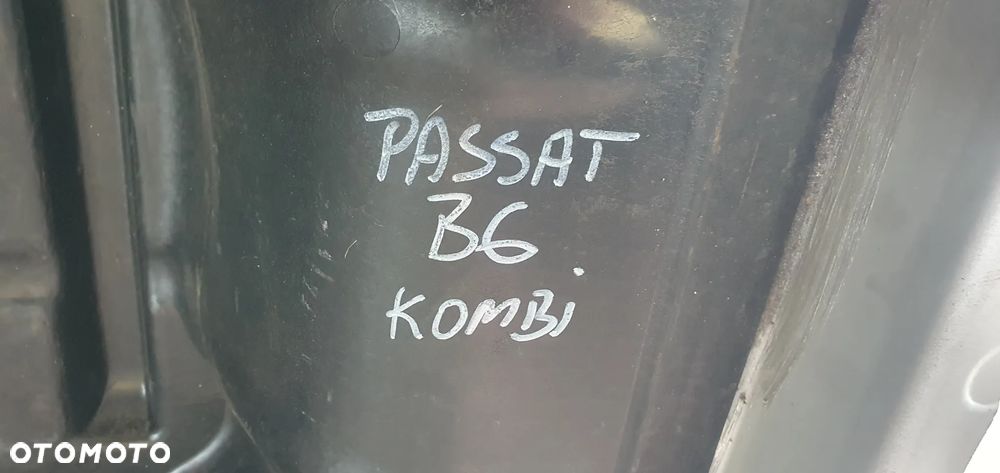 PASSAT
B6
KOMBi
OTOMOTO